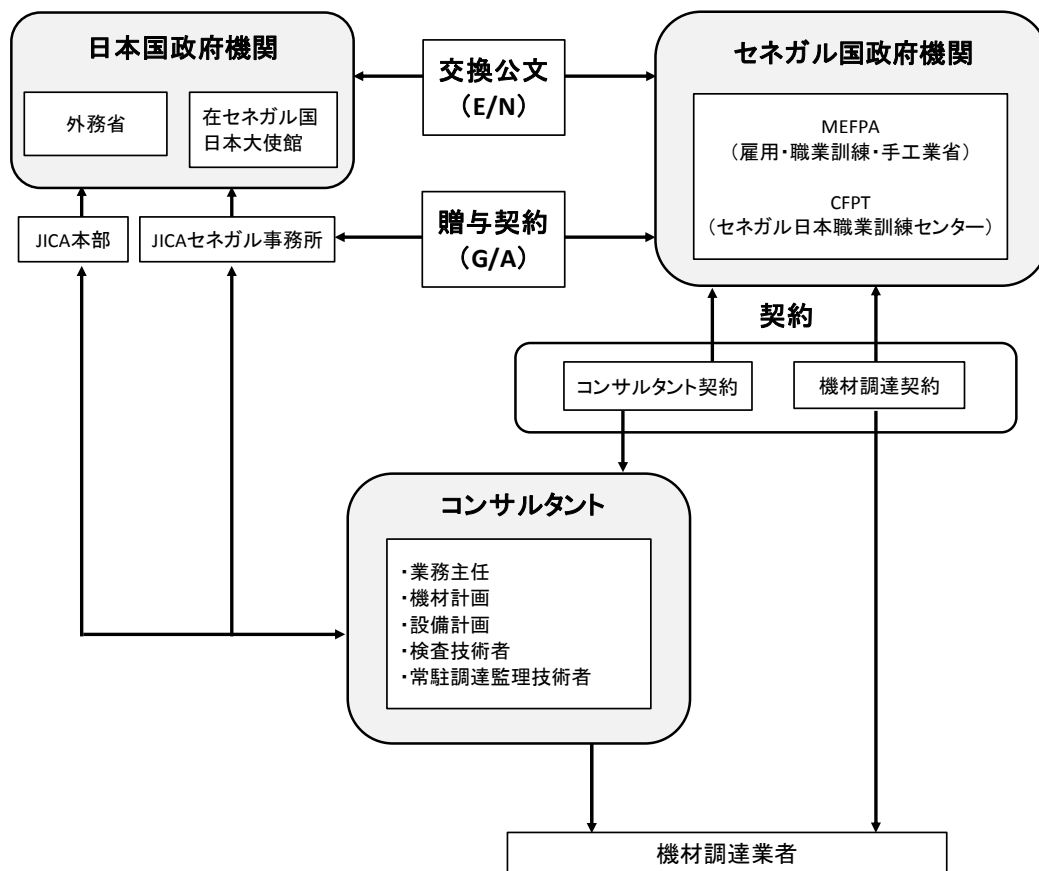 日本国政府機関
外務省
在セネガル国
日本大使館
交換公文
（E/N）
セネガル国政府機関
MEFPA
（雇用・職業訓練・手工業省）
CFPT
（セネガル日本職業訓練センター）
JICA本部
JICAセネガル事務所
贈与契約
（G/A）
契約
コンサルタント契約
機材調達契約
コンサルタント
・業務主任
・機材計画
・設備計画
・検査技術者
・常駐調達監理技術者
機材調達業者